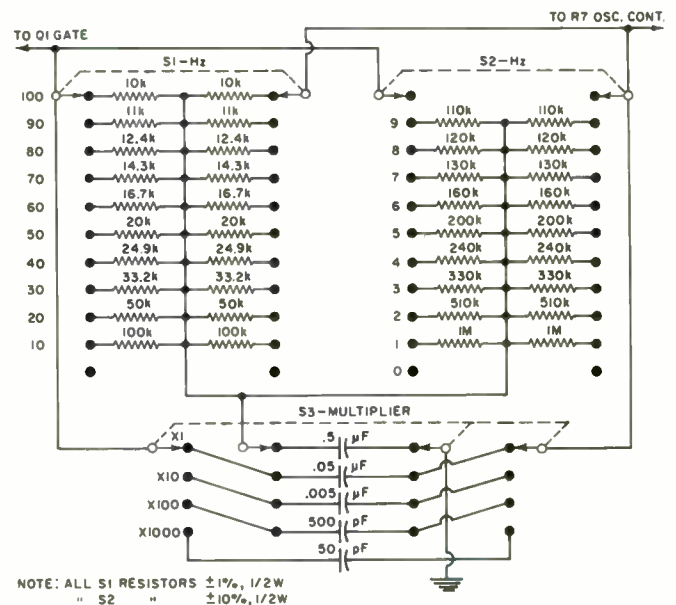 TO R7 OSC. CONT.
TO Q1 GATE
S1-Hz S2-Hz
100 10k 10k
90 11k 11k 9 110k 110k
80 12.4k 12.4k 8 120k 120k
70 14.3k 14.3k 7 130k 130k
60 16.7k 16.7k 6 160k 160k
50 20k 20k 5 200k 200k
40 24.9k 24.9k 4 240k 240k
30 33.2k 33.2k 3 330k 330k
20 50k 50k 2 510k 510k
10 100k 100k 1 1M 1M
0
S3-MULTIPLIER
X1 .5 µF
X10 .05 µF
X100 .005 µF
X1000 500 pF
50 pF
NOTE: ALL S1 RESISTORS ±1%, 1/2W
" S2 " ±10%, 1/2W